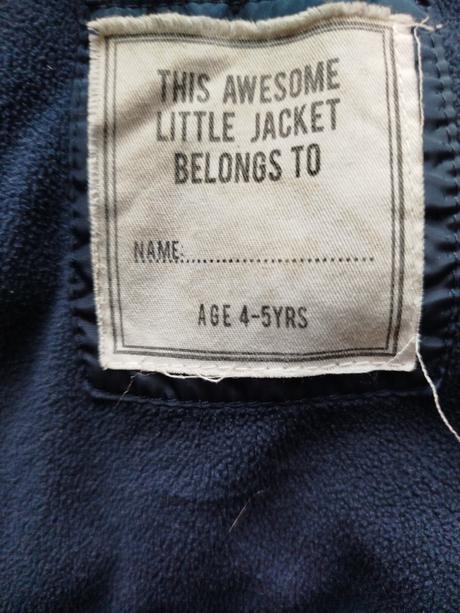 THIS AWESOME
LITTLE JACKET
BELONGS TO
NAME:..............................
AGE 4-5YRS